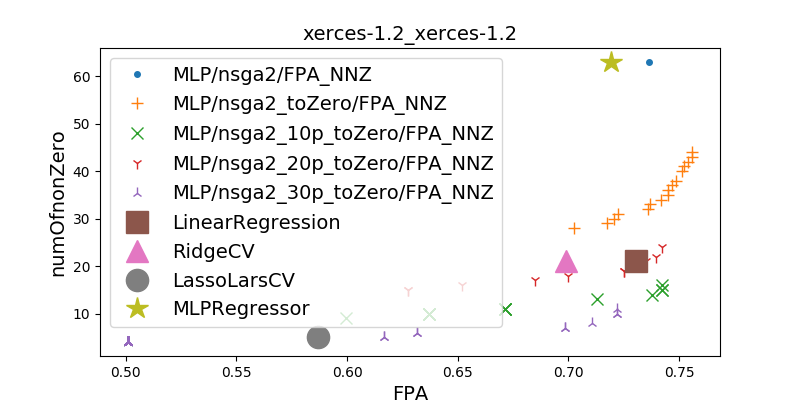 xerces-1.2_xerces-1.2
numOfnonZero
60
50
40
30
20
10
MLP/nsga2/FPA_NNZ
MLP/nsga2_toZero/FPA_NNZ
MLP/nsga2_10p_toZero/FPA_NNZ
MLP/nsga2_20p_toZero/FPA_NNZ
MLP/nsga2_30p_toZero/FPA_NNZ
LinearRegression
RidgeCV
LassoLarsCV
MLPRegressor
0.50 0.55 0.60 0.65 0.70 0.75
FPA